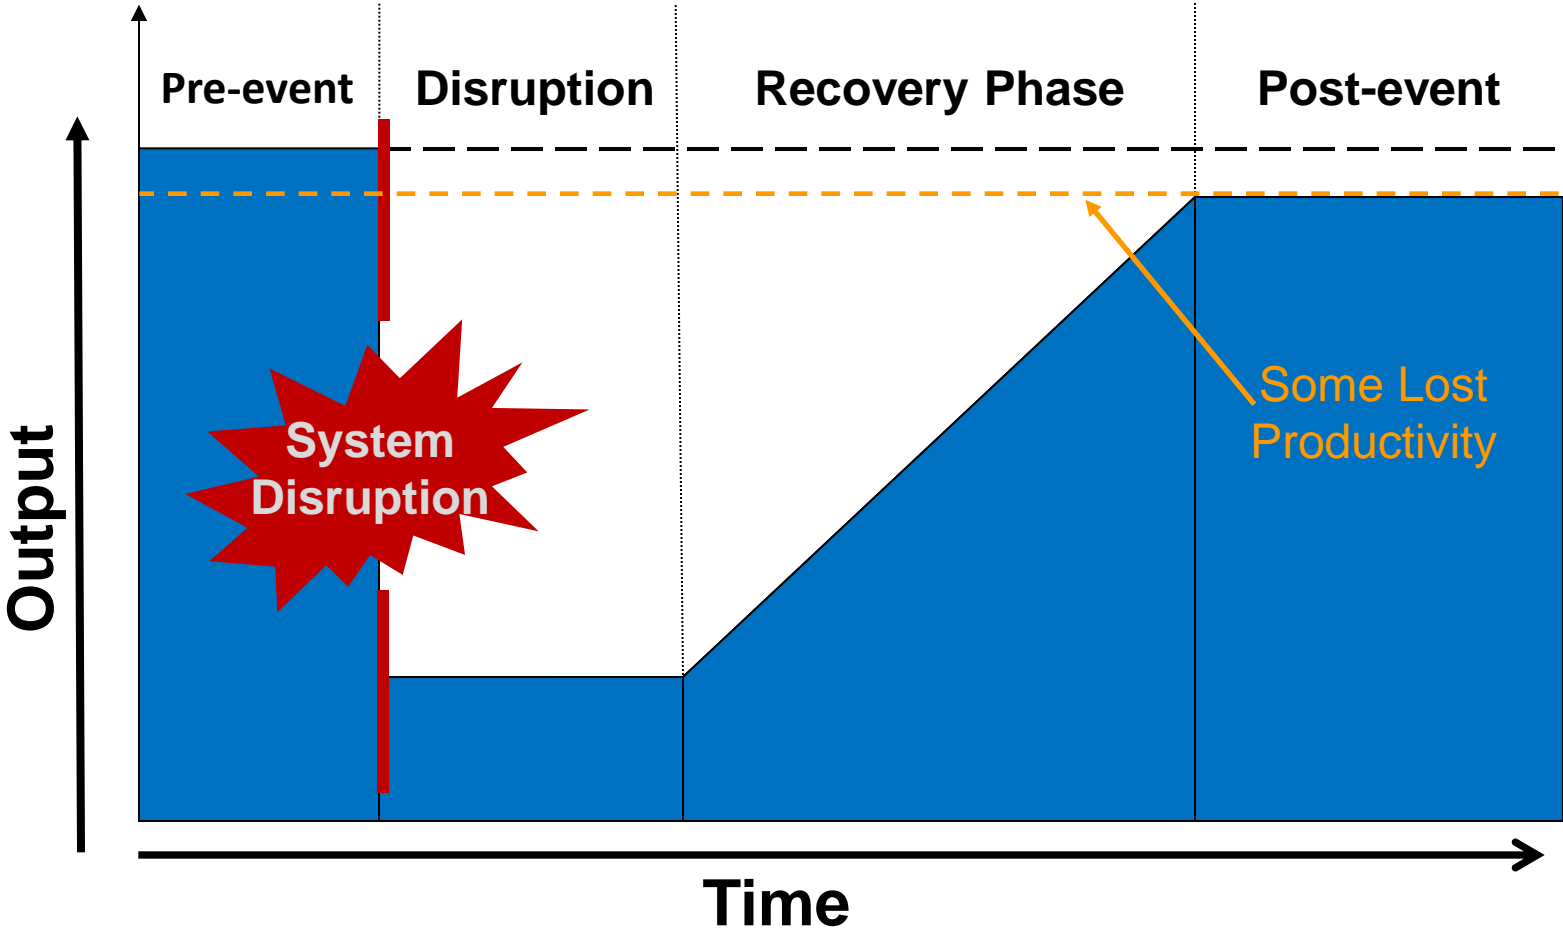 Pre-event
Disruption
Recovery Phase
Post-event
System
Disruption
Some Lost
Productivity
Output
Time